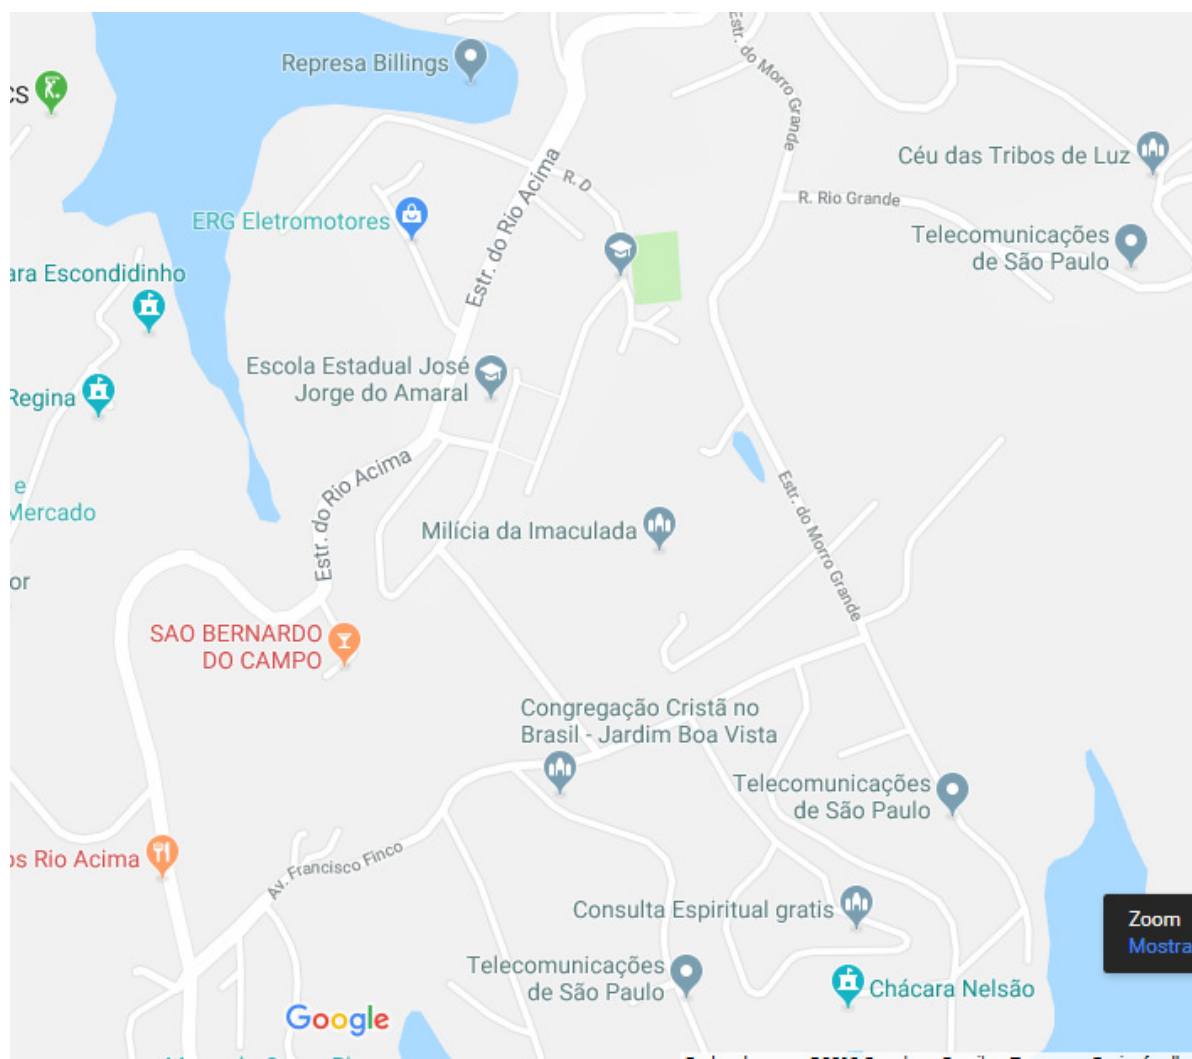 Represa Billings
Estr. do Morro Grande
cs
Céu das Tribos de Luz
R. D
R. Rio Grande
ERG Eletromotores
Estr. do Rio Acima
Telecomunicações
de São Paulo
ara Escondidinho
Escola Estadual José
Jorge do Amaral
Regina
Estr. do Rio Acima
e
Mercado
Estr. do Morro Grande
Milícia da Imaculada
or
SAO BERNARDO
DO CAMPO
Congregação Cristã no
Brasil - Jardim Boa Vista
Telecomunicações
de São Paulo
os Rio Acima
Av. Francisco Finco
Consulta Espiritual gratis
Zoom
Mostra
Telecomunicações
de São Paulo
Chácara Nelsão
Google